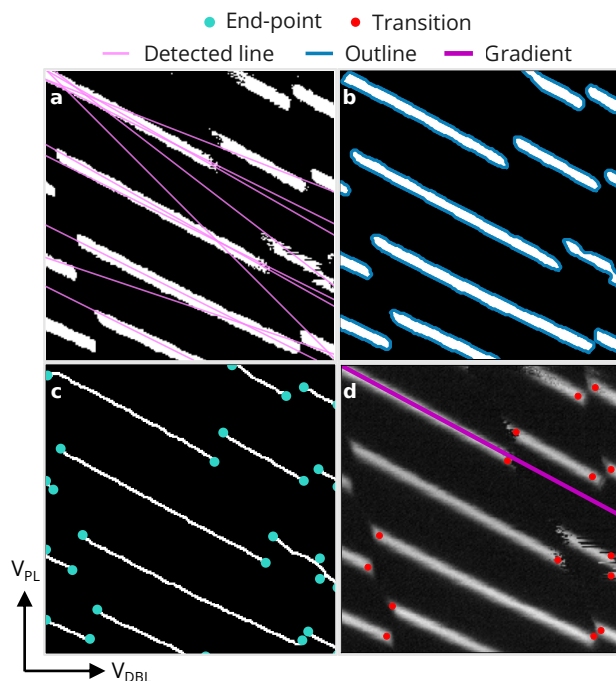 End-point Transition
Detected line Outline Gradient
a b
c d
V_PL
V_DBL